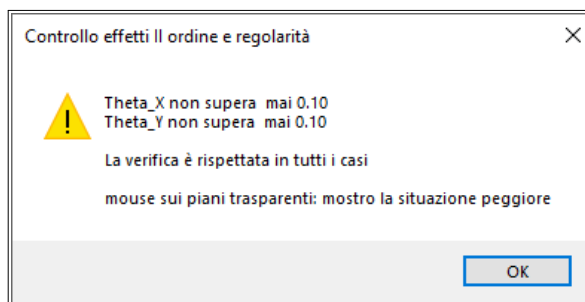 Controllo effetti II ordine e regolarità
Theta_X non supera mai 0.10
Theta_Y non supera mai 0.10
La verifica è rispettata in tutti i casi
mouse sui piani trasparenti: mostro la situazione peggiore
OK